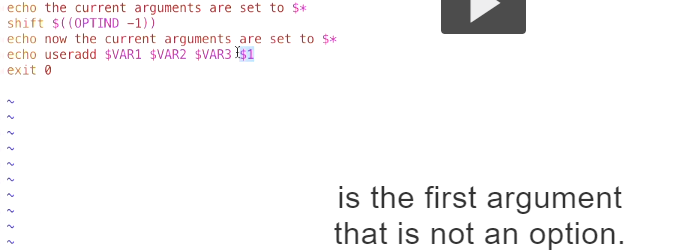 echo the current arguments are set to $*
shift $((OPTIND -1))
echo now the current arguments are set to $*
echo useradd $VAR1 $VAR2 $VAR3 $1
exit 0
~
~
~
~
~
~
~
~
~
~
is the first argument
that is not an option.